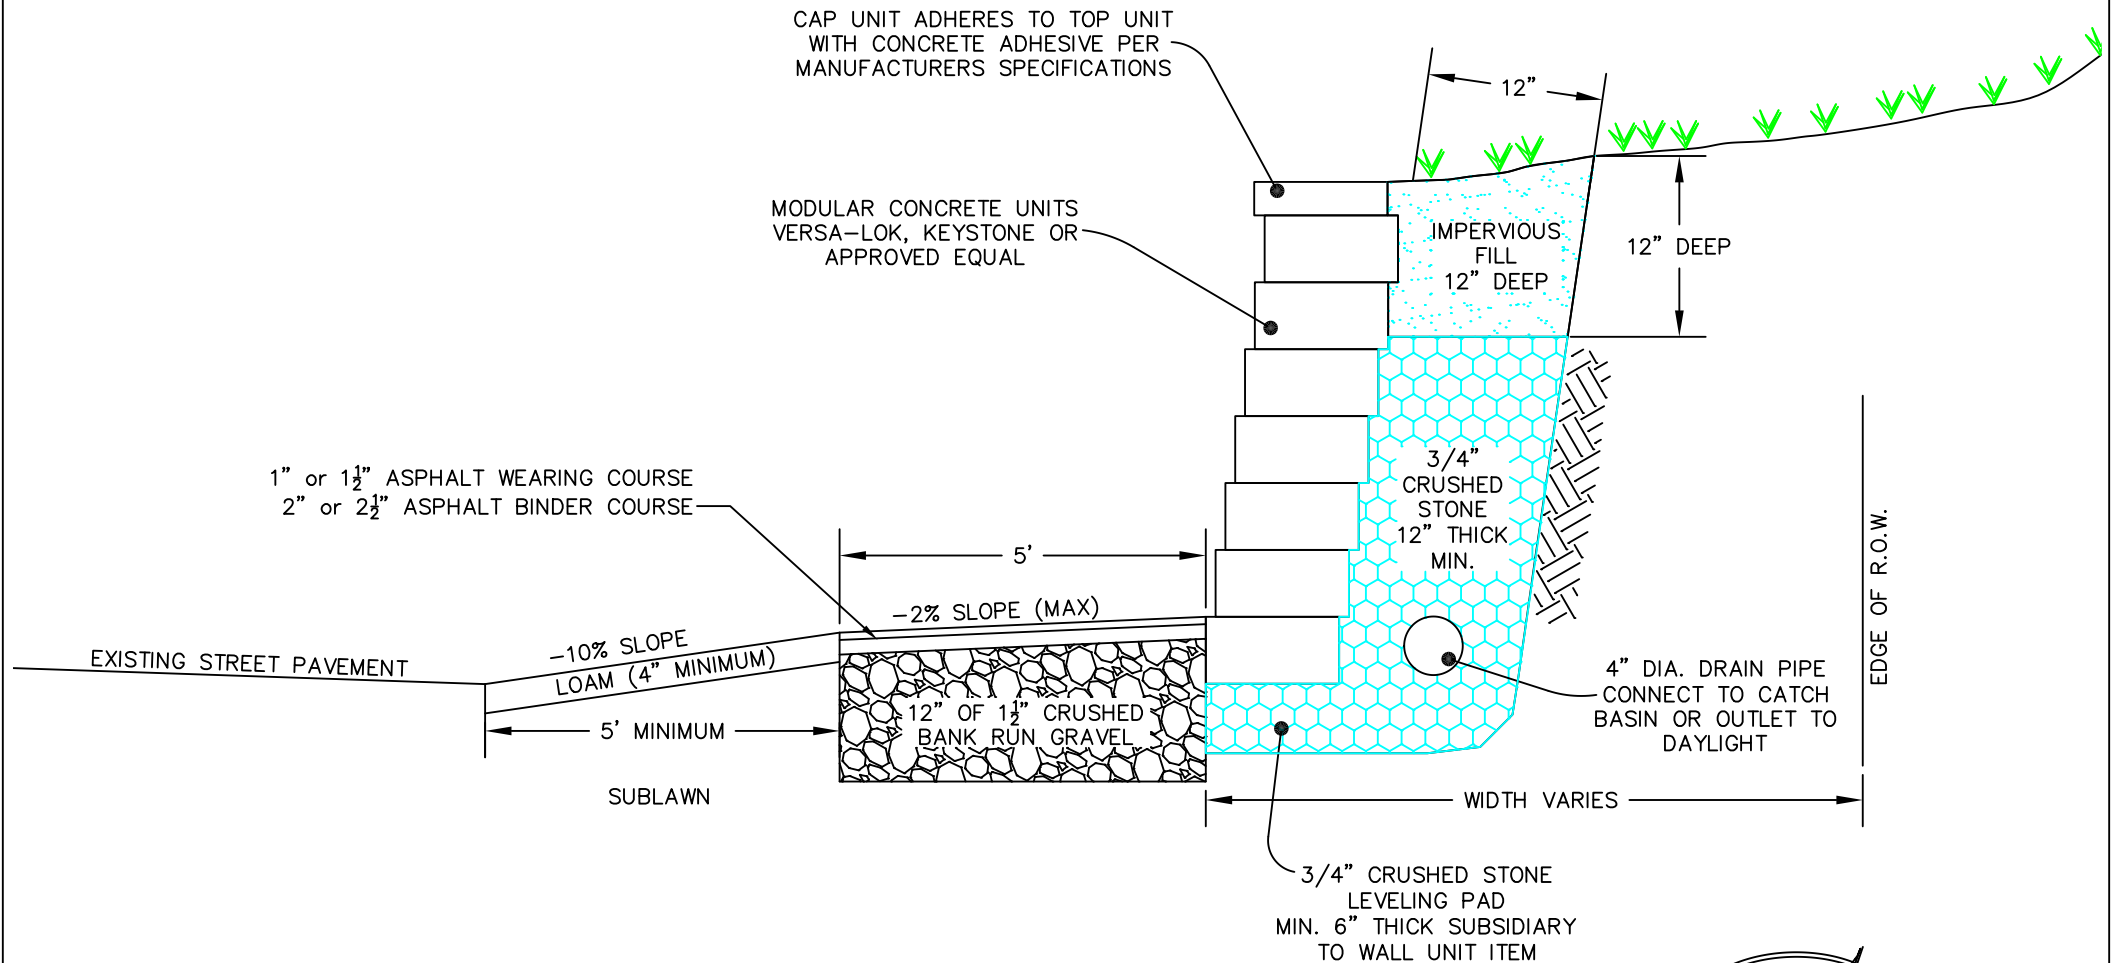 CAP UNIT ADHERES TO TOP UNIT
WITH CONCRETE ADHESIVE PER
MANUFACTURERS SPECIFICATIONS
12"
MODULAR CONCRETE UNITS
VERSA-LOK, KEYSTONE OR
APPROVED EQUAL
IMPERVIOUS
FILL
12" DEEP
12" DEEP
1" or 1½" ASPHALT WEARING COURSE
2" or 2½" ASPHALT BINDER COURSE
3/4"
CRUSHED
STONE
12" THICK
MIN.
5'
-2% SLOPE (MAX)
-10% SLOPE
LOAM (4" MINIMUM)
EXISTING STREET PAVEMENT
5' MINIMUM
SUBLAWN
12" OF 1½" CRUSHED
BANK RUN GRAVEL
4" DIA. DRAIN PIPE
CONNECT TO CATCH
BASIN OR OUTLET TO
DAYLIGHT
EDGE OF R.O.W.
WIDTH VARIES
3/4" CRUSHED STONE
LEVELING PAD
MIN. 6" THICK SUBSIDIARY
TO WALL UNIT ITEM